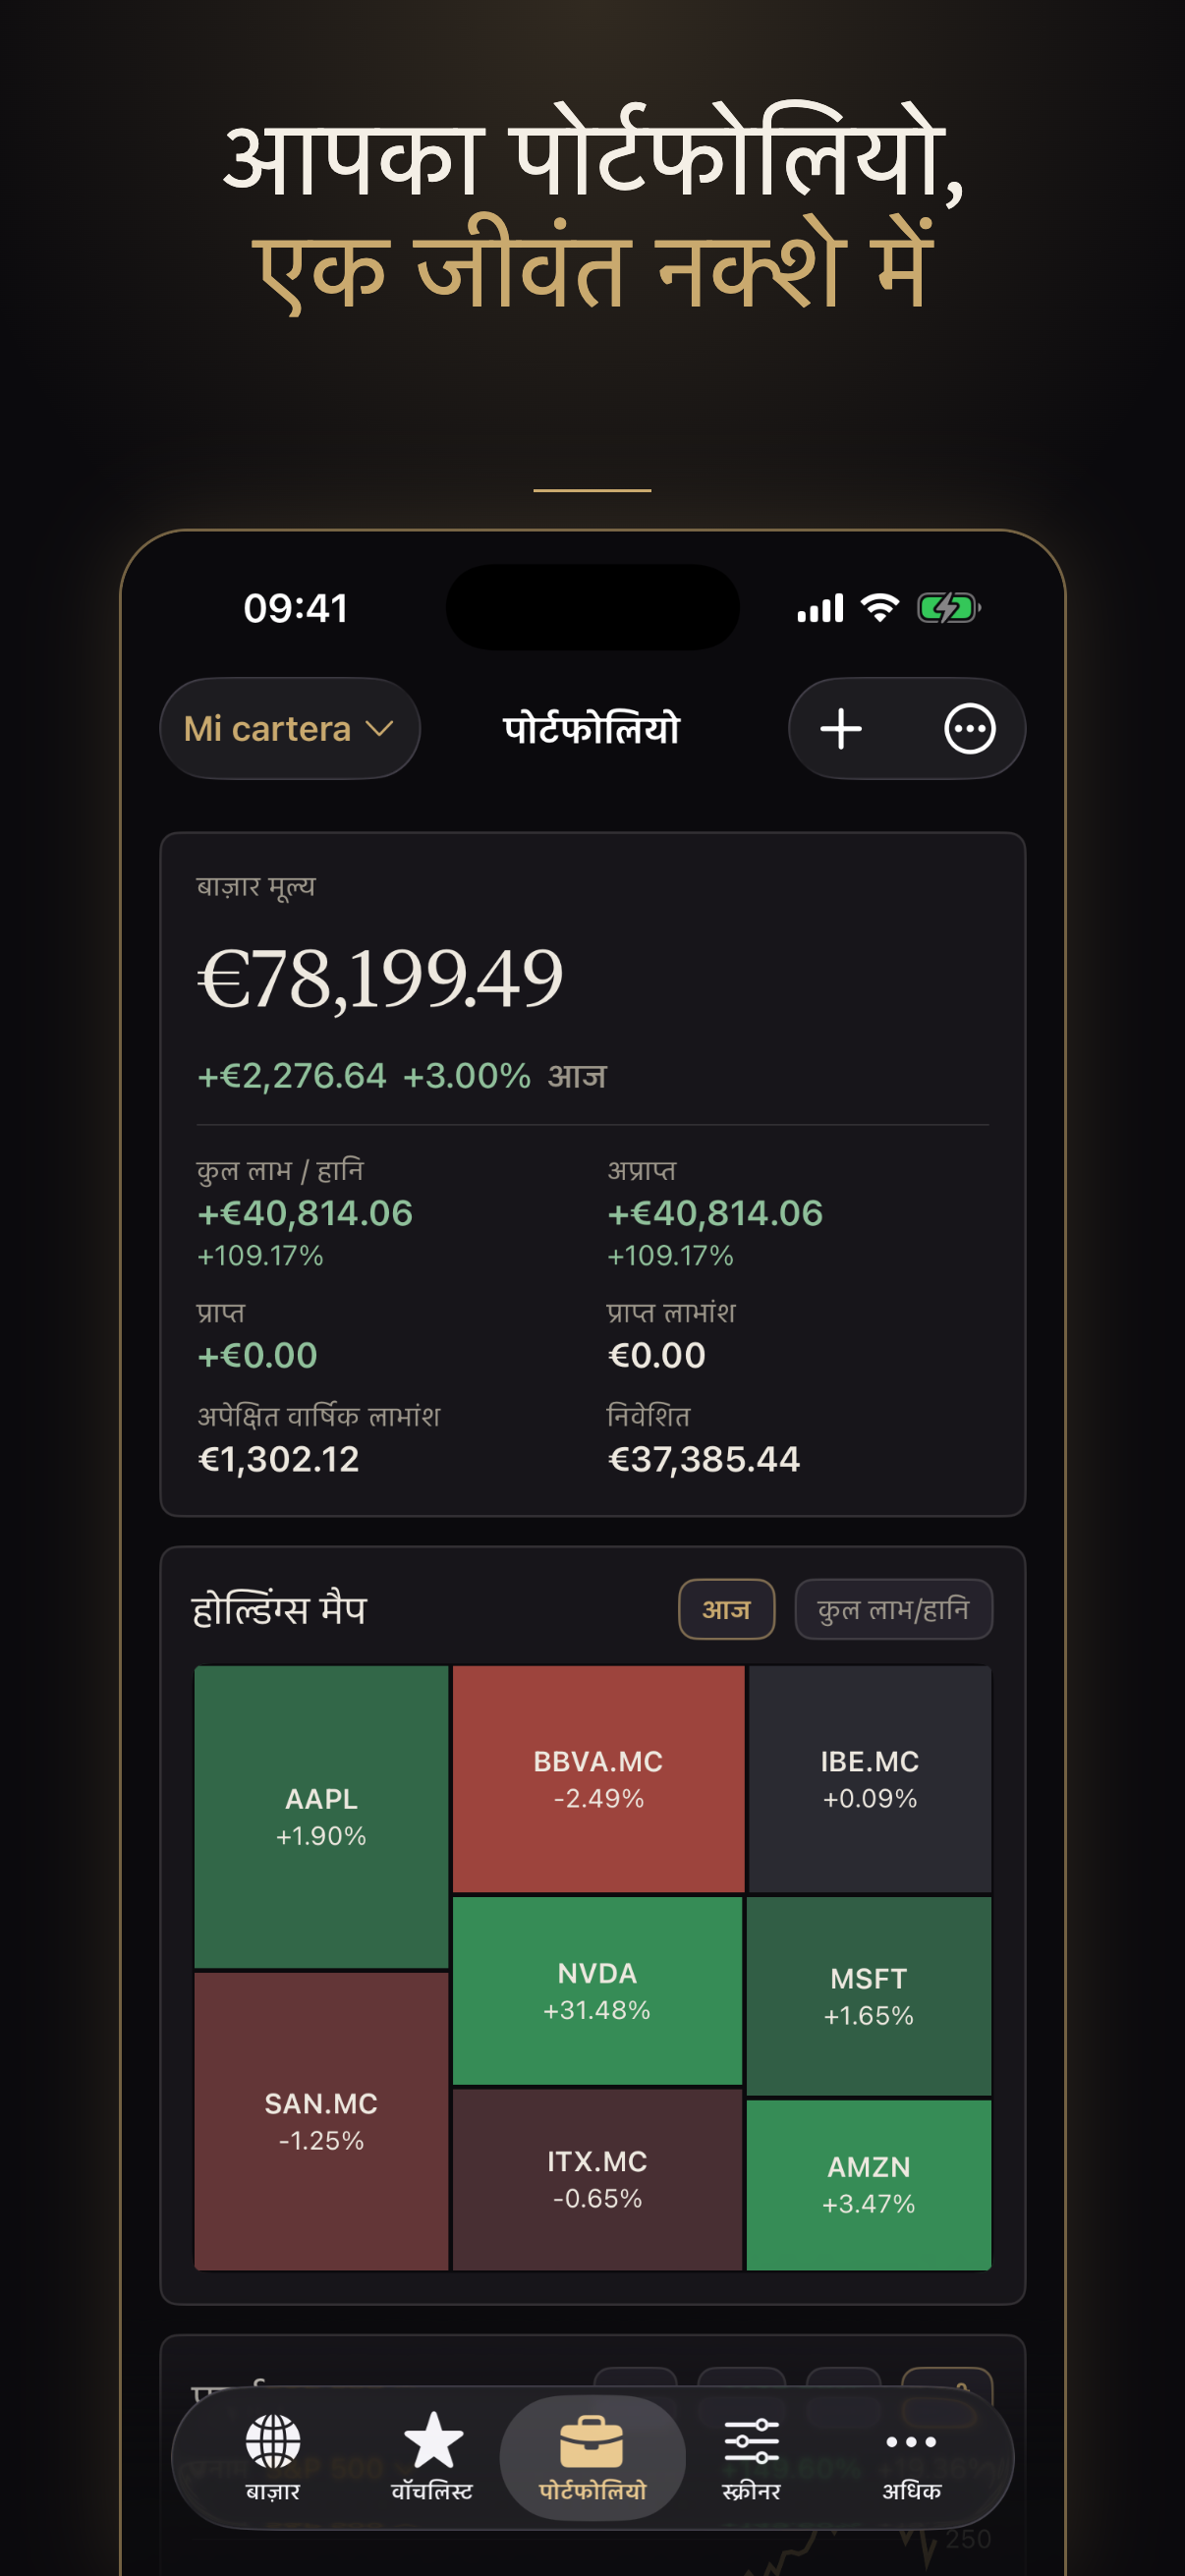 आपका पोर्टफोलियो,
एक जीवंत नक्शे में
09:41
Mi cartera
पोर्टफोलियो
बाज़ार मूल्य
€78,199.49
+€2,276.64 +3.00% आज
कुल लाभ / हानि
अप्राप्त
+€40,814.06
+€40,814.06
+109.17%
+109.17%
प्राप्त
प्राप्त लाभांश
+€0.00
€0.00
अपेक्षित वार्षिक लाभांश
निवेशित
€1,302.12
€37,385.44
होल्डिंग्स मैप
आज
कुल लाभ/हानि
AAPL
+1.90%
BBVA.MC
-2.49%
IBE.MC
+0.09%
NVDA
+31.48%
MSFT
+1.65%
SAN.MC
-1.25%
ITX.MC
-0.65%
AMZN
+3.47%
बाज़ार
वॉचलिस्ट
पोर्टफोलियो
स्क्रीनर
अधिक
250